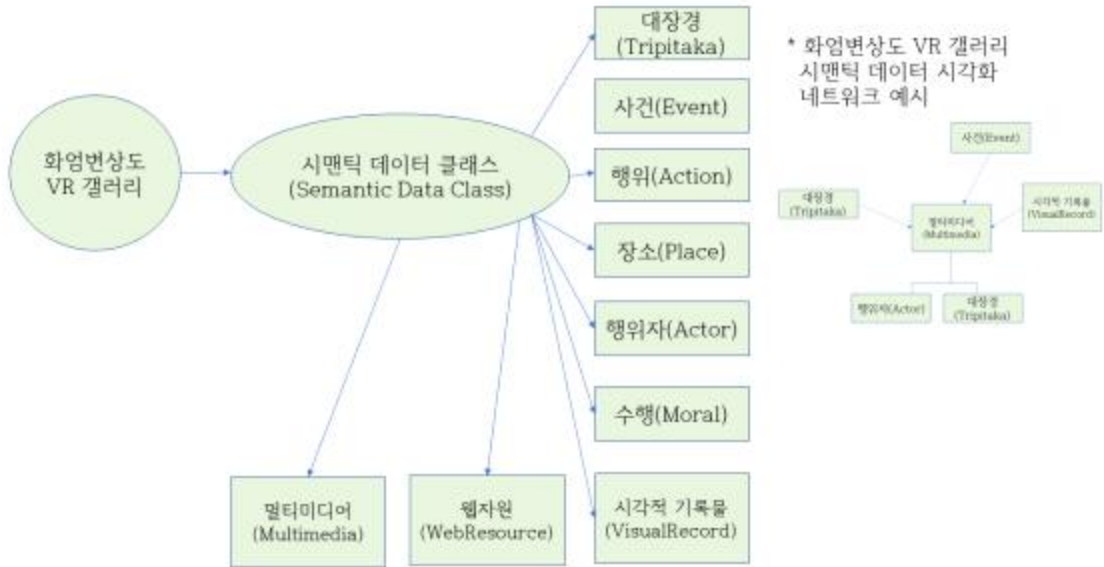 화엄변상도
VR 갤러리
시맨틱 데이터 클래스
(Semantic Data Class)
대장경
(Tripitaka)
사건(Event)
행위(Action)
장소(Place)
행위자(Actor)
수행(Moral)
시각적 기록물
(VisualRecord)
웹자원
(WebResource)
멀티미디어
(Multimedia)
* 화엄변상도 VR 갤러리
시맨틱 데이터 시각화
네트워크 예시
사건(Event)
대장경
(Tripitaka)
멀티미디어
(Multimedia)
시각적 기록물
(VisualRecord)
행위자(Actor)
대장경
(Tripitaka)